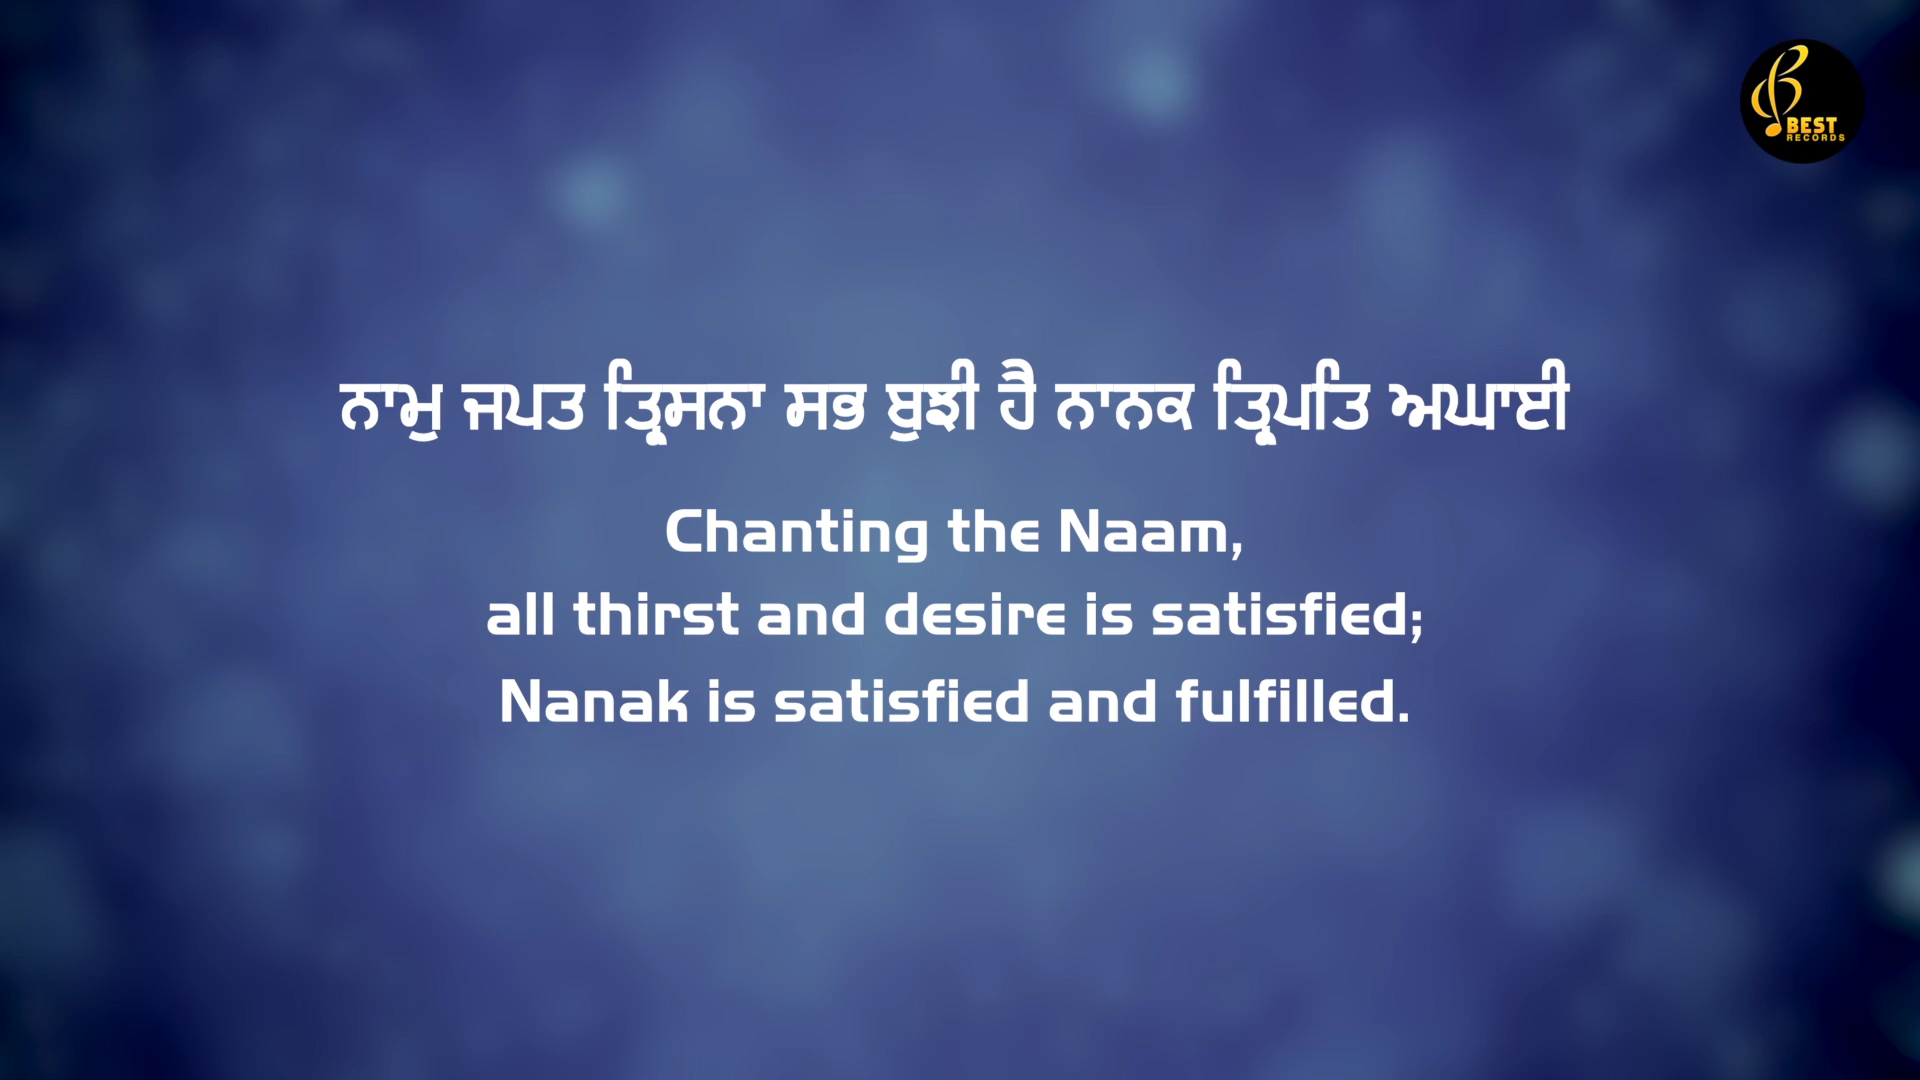 BEST
RECORDS
ਨਾਮੁ ਜਪਤ ਤ੍ਰਿਸਨਾ ਸਭ ਬੁਝੀ ਹੈ ਨਾਨਕ ਤ੍ਰਿਪਤਿ ਅਘਾਈ
Chanting the Naam,
all thirst and desire is satisfied;
Nanak is satisfied and fulfilled.